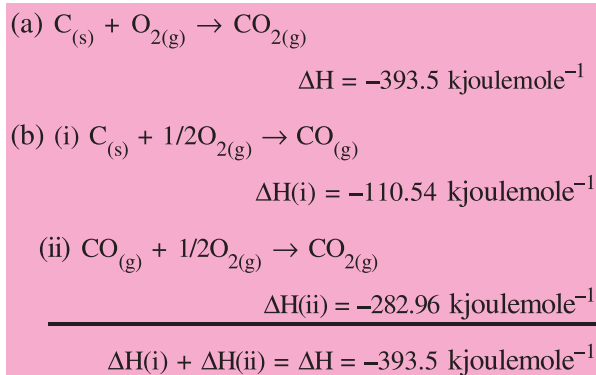 (a) C(s) + O2(g) → CO2(g)
ΔH = –393.5 kjoulemole–1
(b) (i) C(s) + 1/2O2(g) → CO(g)
ΔH(i) = –110.54 kjoulemole–1
(ii) CO(g) + 1/2O2(g) → CO2(g)
ΔH(ii) = –282.96 kjoulemole–1
ΔH(i) + ΔH(ii) = ΔH = –393.5 kjoulemole–1